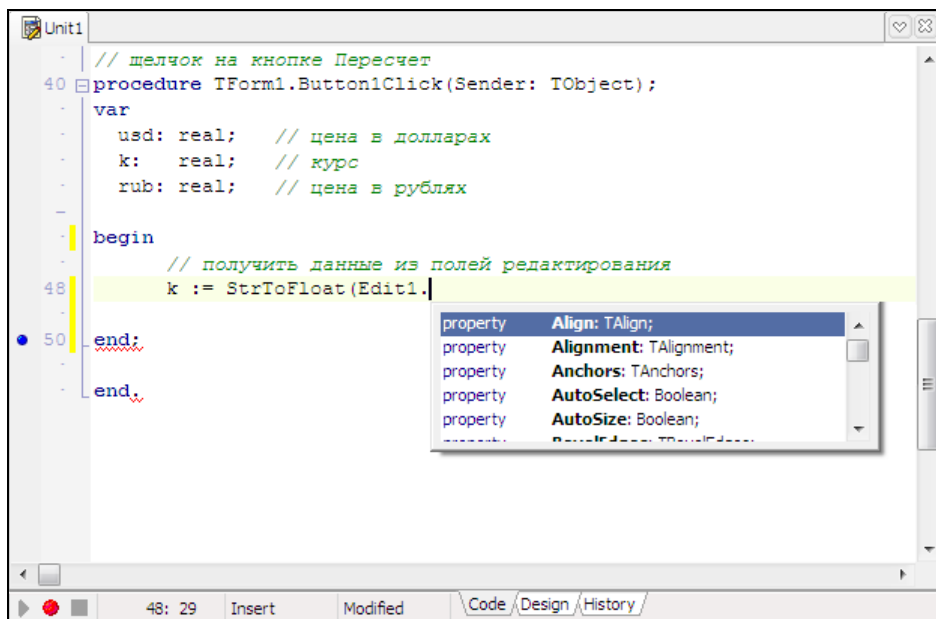 Unit1
// щелчок на кнопке Пересчет
40 procedure TForm1.Button1Click(Sender: TObject);
var
usd: real; // цена в долларах
k: real; // курс
rub: real; // цена в рублях
begin
// получить данные из полей редактирования
48 k := StrToFloat(Edit1.
property Align: TAlign;
property Alignment: TAlignment;
property Anchors: TAnchors;
property AutoSelect: Boolean;
property AutoSize: Boolean;
50 end;
end.
48: 29 Insert Modified Code Design History